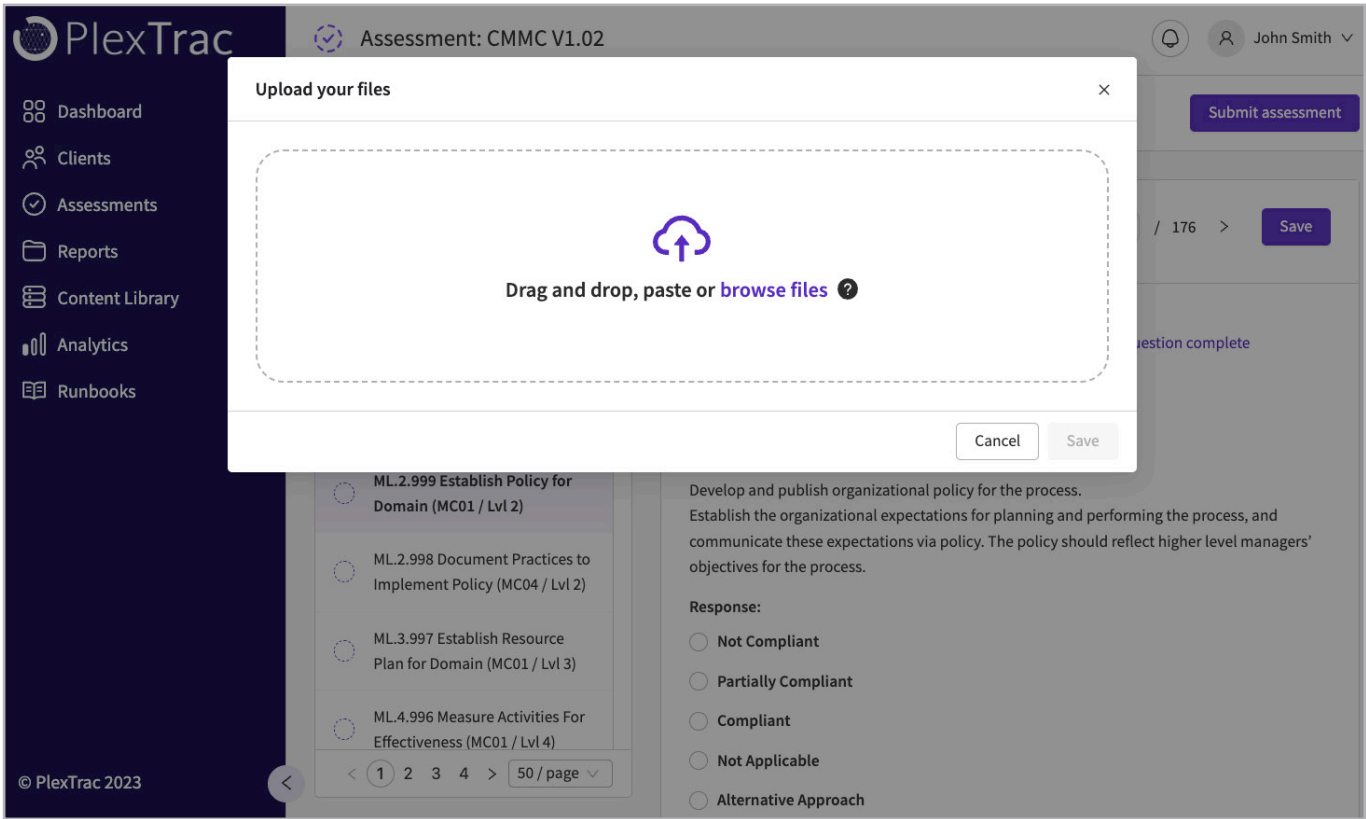 PlexTrac
Assessment: CMMC V1.02
John Smith
Upload your files
Submit assessment
Dashboard
Clients
Assessments
Reports
Content Library
Analytics
Runbooks
/ 176 >
Save
Drag and drop, paste or browse files ?
estion complete
Cancel
Save
ML.2.999 Establish Policy for
Domain (MC01 / Lvl 2)
ML.2.998 Document Practices to
Implement Policy (MC04 / Lvl 2)
ML.3.997 Establish Resource
Plan for Domain (MC01 / Lvl 3)
ML.4.996 Measure Activities For
Effectiveness (MC01 / Lvl 4)
< 1 2 3 4 > 50 / page
Develop and publish organizational policy for the process.
Establish the organizational expectations for planning and performing the process, and
communicate these expectations via policy. The policy should reflect higher level managers’
objectives for the process.
Response:
Not Compliant
Partially Compliant
Compliant
Not Applicable
Alternative Approach
© PlexTrac 2023